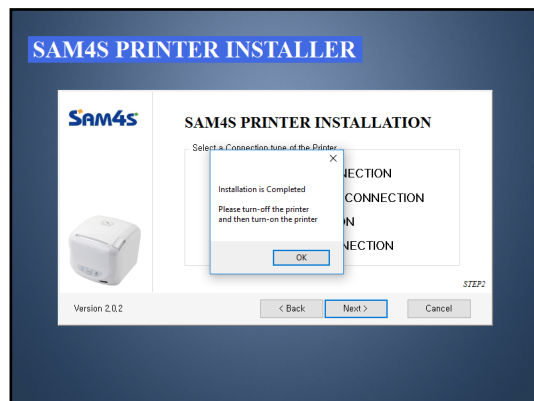 SAM4S PRINTER INSTALLER
SAM4S
SAM4S PRINTER INSTALLATION
Select a Connection type of the Printer
NECTION
CONNECTION
ON
NECTION
Installation is Completed
Please turn-off the printer
and then turn-on the printer
OK
STEP2
Version 2.0.2
< Back
Next >
Cancel